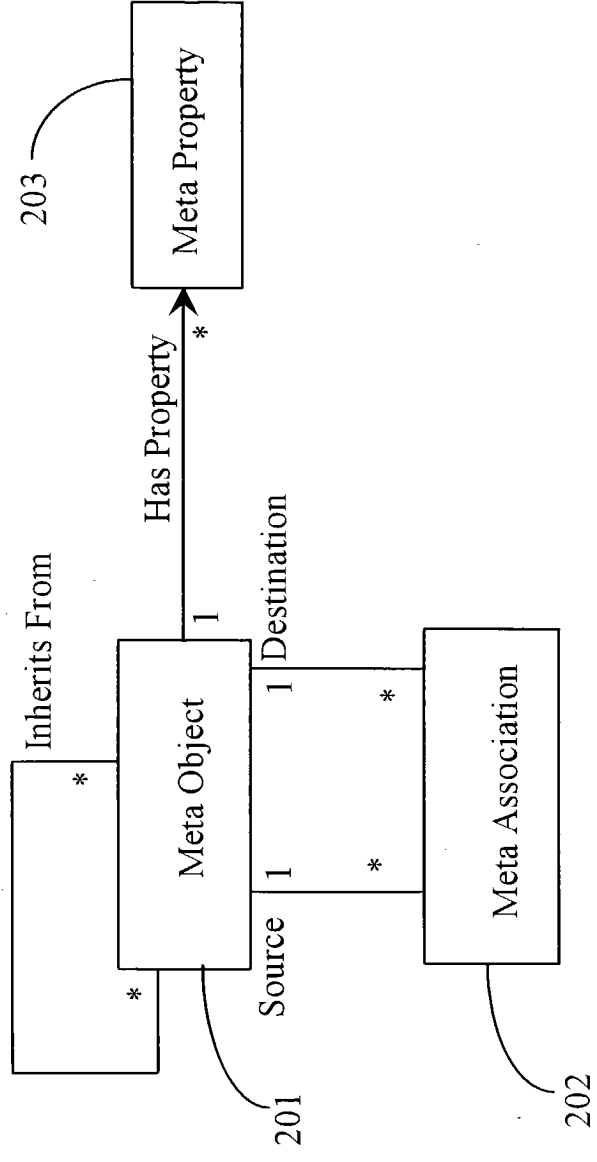 Inherits From
*
*
Meta Object
201
1
Has Property
*
Meta Property
203
Source
1
1
Destination
*
*
Meta Association
202